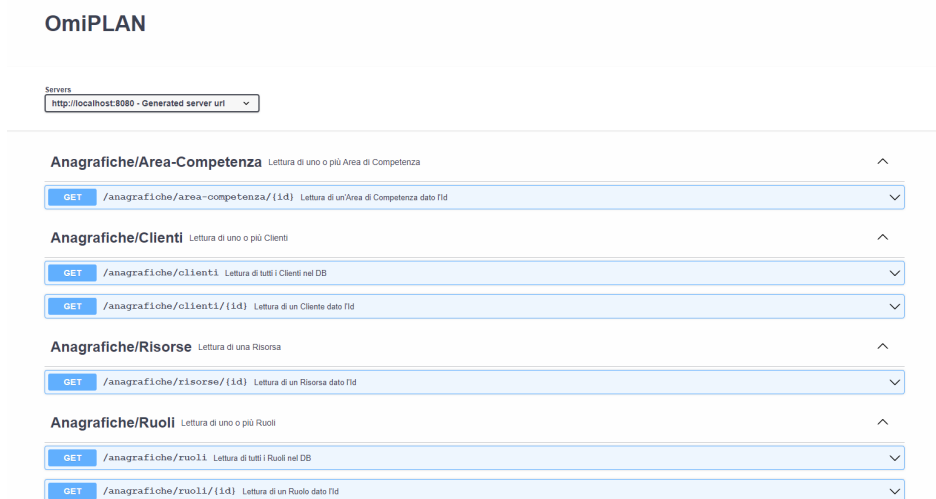 OmiPLAN
Servers
http://localhost:8080 - Generated server url
Anagrafiche/Area-Competenza Lettura di uno o più Area di Competenza
GET /anagrafiche/area-competenza/{id} Lettura di un'Area di Competenza dato l'Id
Anagrafiche/Clienti Lettura di uno o più Clienti
GET /anagrafiche/clienti Lettura di tutti i Clienti nel DB
GET /anagrafiche/clienti/{id} Lettura di un Cliente dato l'Id
Anagrafiche/Risorse Lettura di una Risorsa
GET /anagrafiche/risorse/{id} Lettura di un Risorsa dato l'Id
Anagrafiche/Ruoli Lettura di uno o più Ruoli
GET /anagrafiche/ruoli Lettura di tutti i Ruoli nel DB
GET /anagrafiche/ruoli/{id} Lettura di un Ruolo dato l'Id